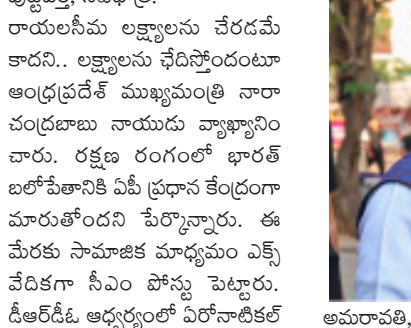 రాయలసీమ లక్ష్యాలను చేరడమే
కాదని.. లక్ష్యాలను ఛేదిస్తోందంటూ
ఆంధ్రప్రదేశ్ ముఖ్యమంత్రి నారా
చంద్రబాబు నాయుడు వ్యాఖ్యానిం
చారు. రక్షణ రంగంలో భారత్
బలోపేతానికి ఏపీ ప్రధాన కేంద్రంగా
మారుతోందని పేర్కొన్నారు. ఈ
మేరకు సామాజిక మాధ్యమం ఎక్స్
వేదికగా సీఎం పోస్టు పెట్టారు.
డీఆర్‌డీఓ ఆధ్వర్యంలో ఏరోనాటికల్
అమరావతి,